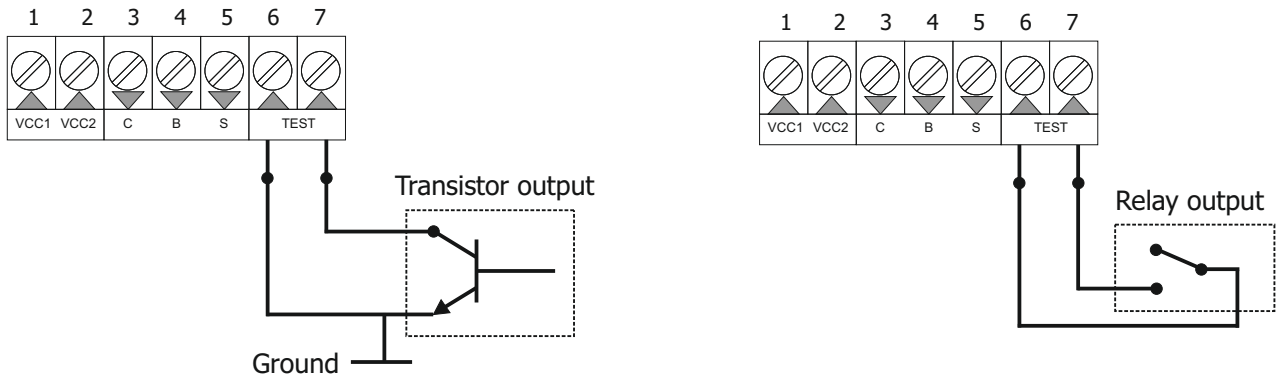 1 2 3 4 5 6 7
VCC1 VCC2 C B S TEST
Transistor output
Ground
1 2 3 4 5 6 7
VCC1 VCC2 C B S TEST
Relay output